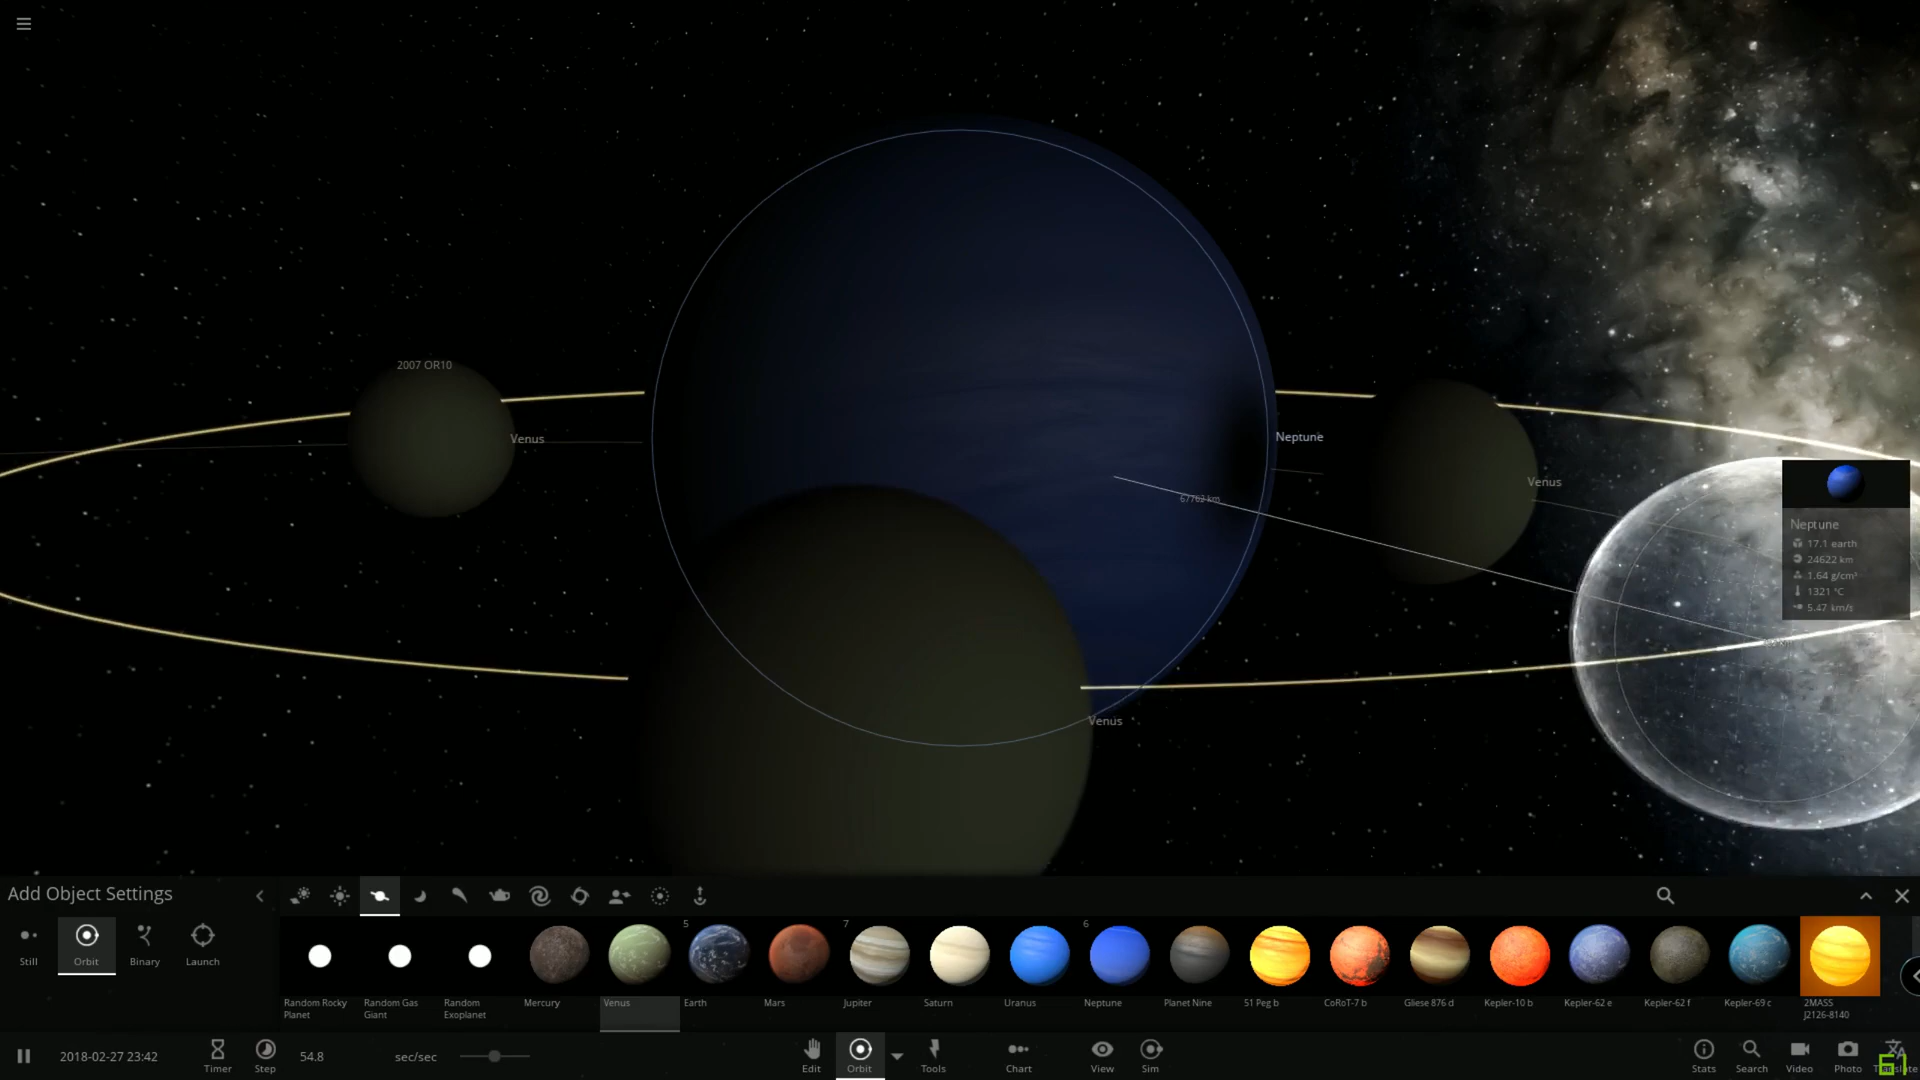 2007 OR10
Venus
Neptune
Venus
67762 km
Neptune
17.1 earth
24622 km
1.64 g/cm³
1321 °C
5.47 km/s
Venus
Add Object Settings
Still
Orbit
Binary
Launch
5
7
6
Random Rocky Planet
Random Gas Giant
Random Exoplanet
Mercury
Venus
Earth
Mars
Jupiter
Saturn
Uranus
Neptune
Planet Nine
51 Peg b
CoRoT-7 b
Gliese 876 d
Kepler-10 b
Kepler-62 e
Kepler-62 f
Kepler-69 c
2MASS J2126-8140
2018-02-27 23:42
Timer
Step
54.8
sec/sec
Edit
Orbit
Tools
Chart
View
Sim
Stats
Search
Video
Photo
Translate
61